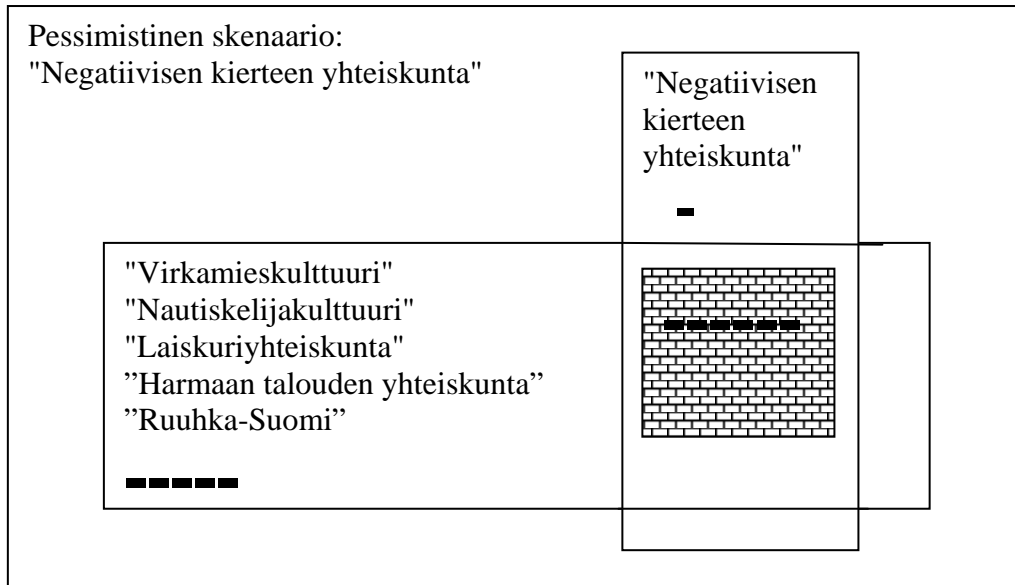 Pessimistinen skenaario:
"Negatiivisen kierteen yhteiskunta"
"Negatiivisen
kierteen
yhteiskunta"
-
"Virkamieskulttuuri"
"Nautiskelijakulttuuri"
"Laiskuriyhteiskunta"
”Harmaan talouden yhteiskunta”
”Ruuhka-Suomi”
-----
------